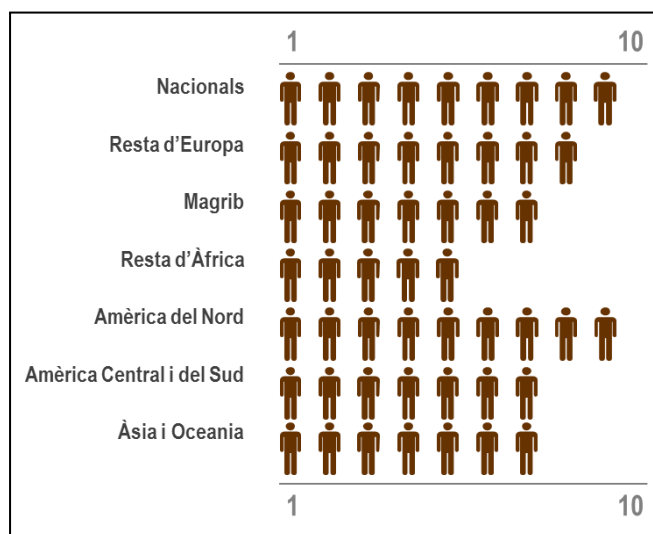 1 10
Nacionals
Resta d'Europa
Magrib
Resta d'Àfrica
Amèrica del Nord
Amèrica Central i del Sud
Àsia i Oceania
1 10